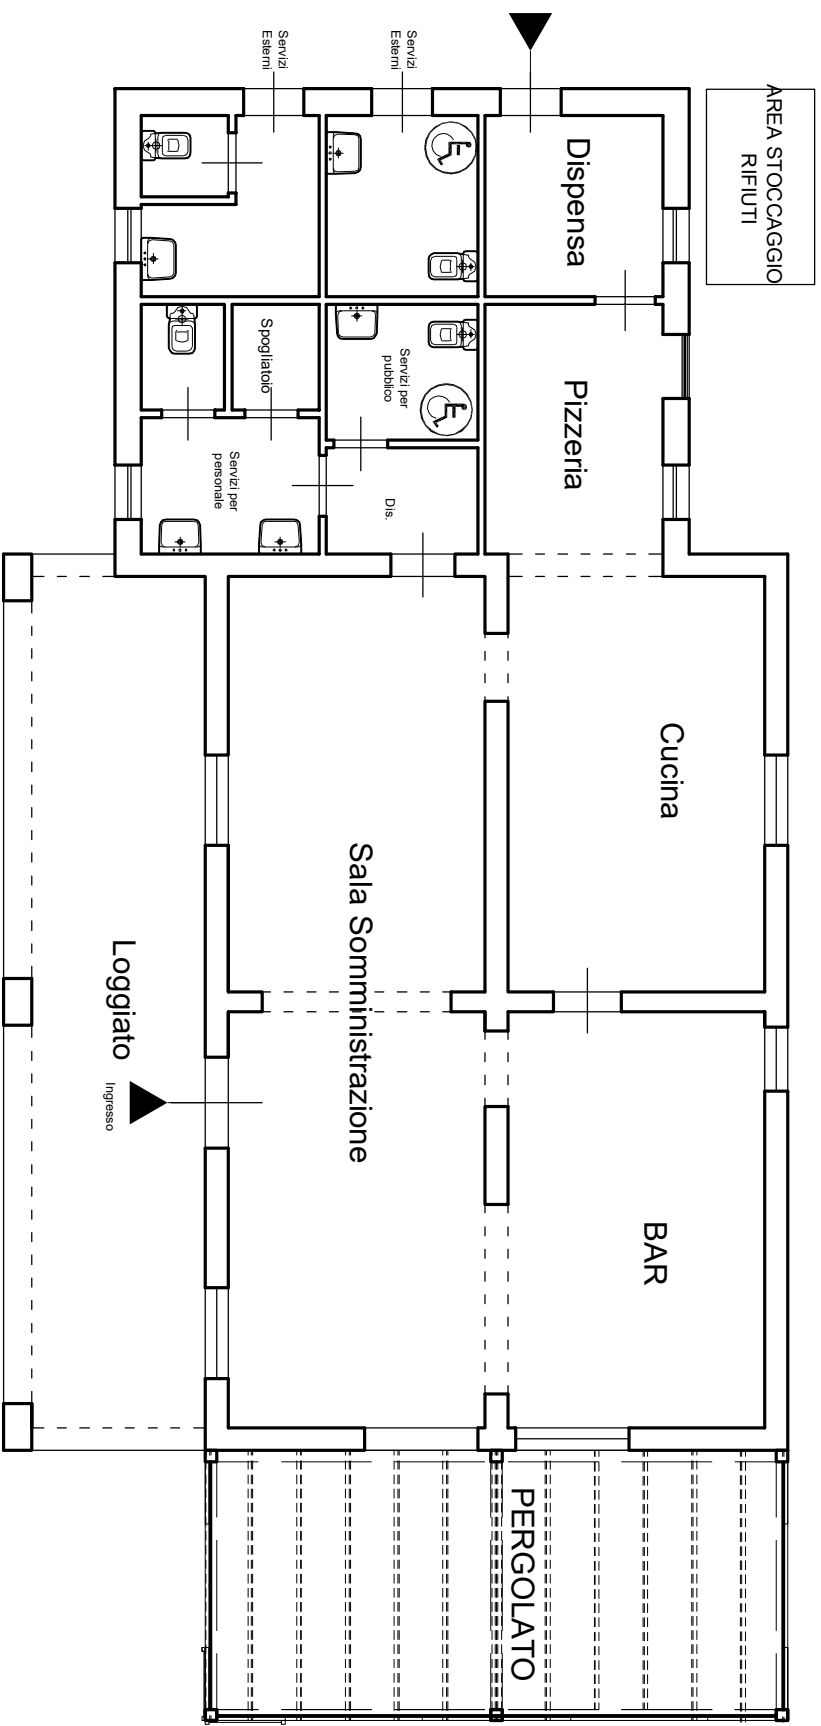 AREA STOCCAGGIO
RIFIUTI
Servizi
Esterni
Servizi
Esterni
Dispensa
Spogliatoio
Servizi per
pubblico
Pizzeria
Servizi per
personale
Dis.
Cucina
Sala Somministrazione
Loggiato
Ingresso
BAR
PERGOLATO